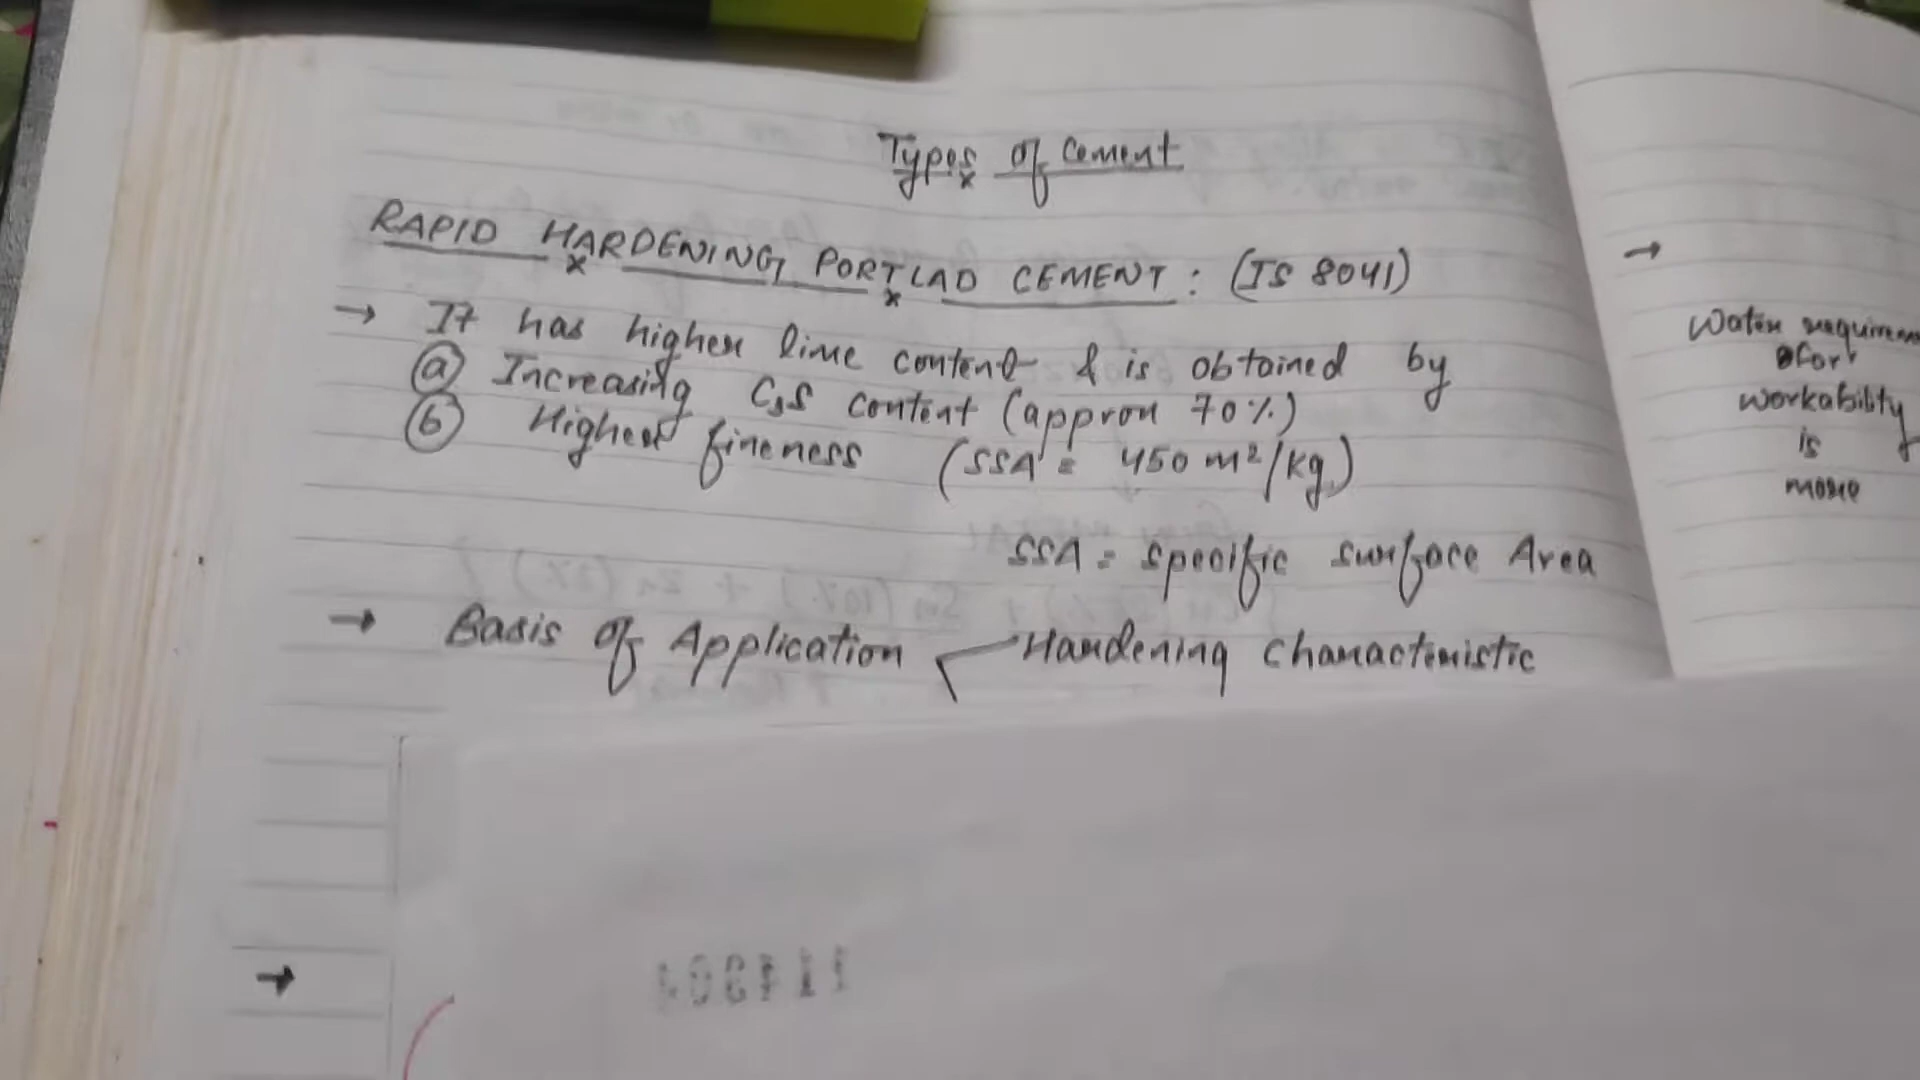 Types of cement
RAPID HARDENING PORTLAD CEMENT : (IS 8041)
→ It has higher lime content & is obtained by
(a) Increasing C3S content (approx 70%)
(b) Highest fineness (SSA = 450 m²/kg)
SSA = specific surface Area
→ Basis of Application Hardening characteristic
→
→
Water
for
workability
is
more